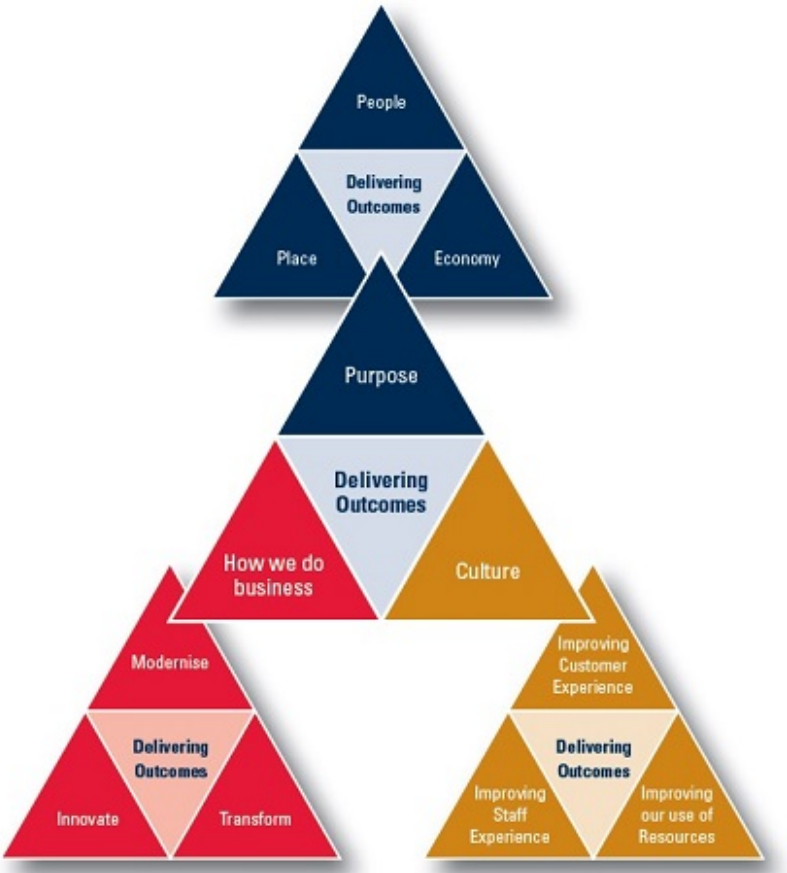 People
Delivering
Outcomes
Place
Economy
Purpose
Delivering
Outcomes
How we do
business
Culture
Modernise
Delivering
Outcomes
Innovate
Transform
Improving
Customer
Experience
Delivering
Outcomes
Improving
Staff
Experience
Improving
our use of
Resources